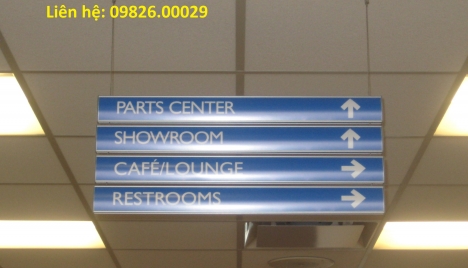 Liên hệ: 09826.00029
PARTS CENTER
SHOWROOM
CAFÉ/LOUNGE
RESTROOMS